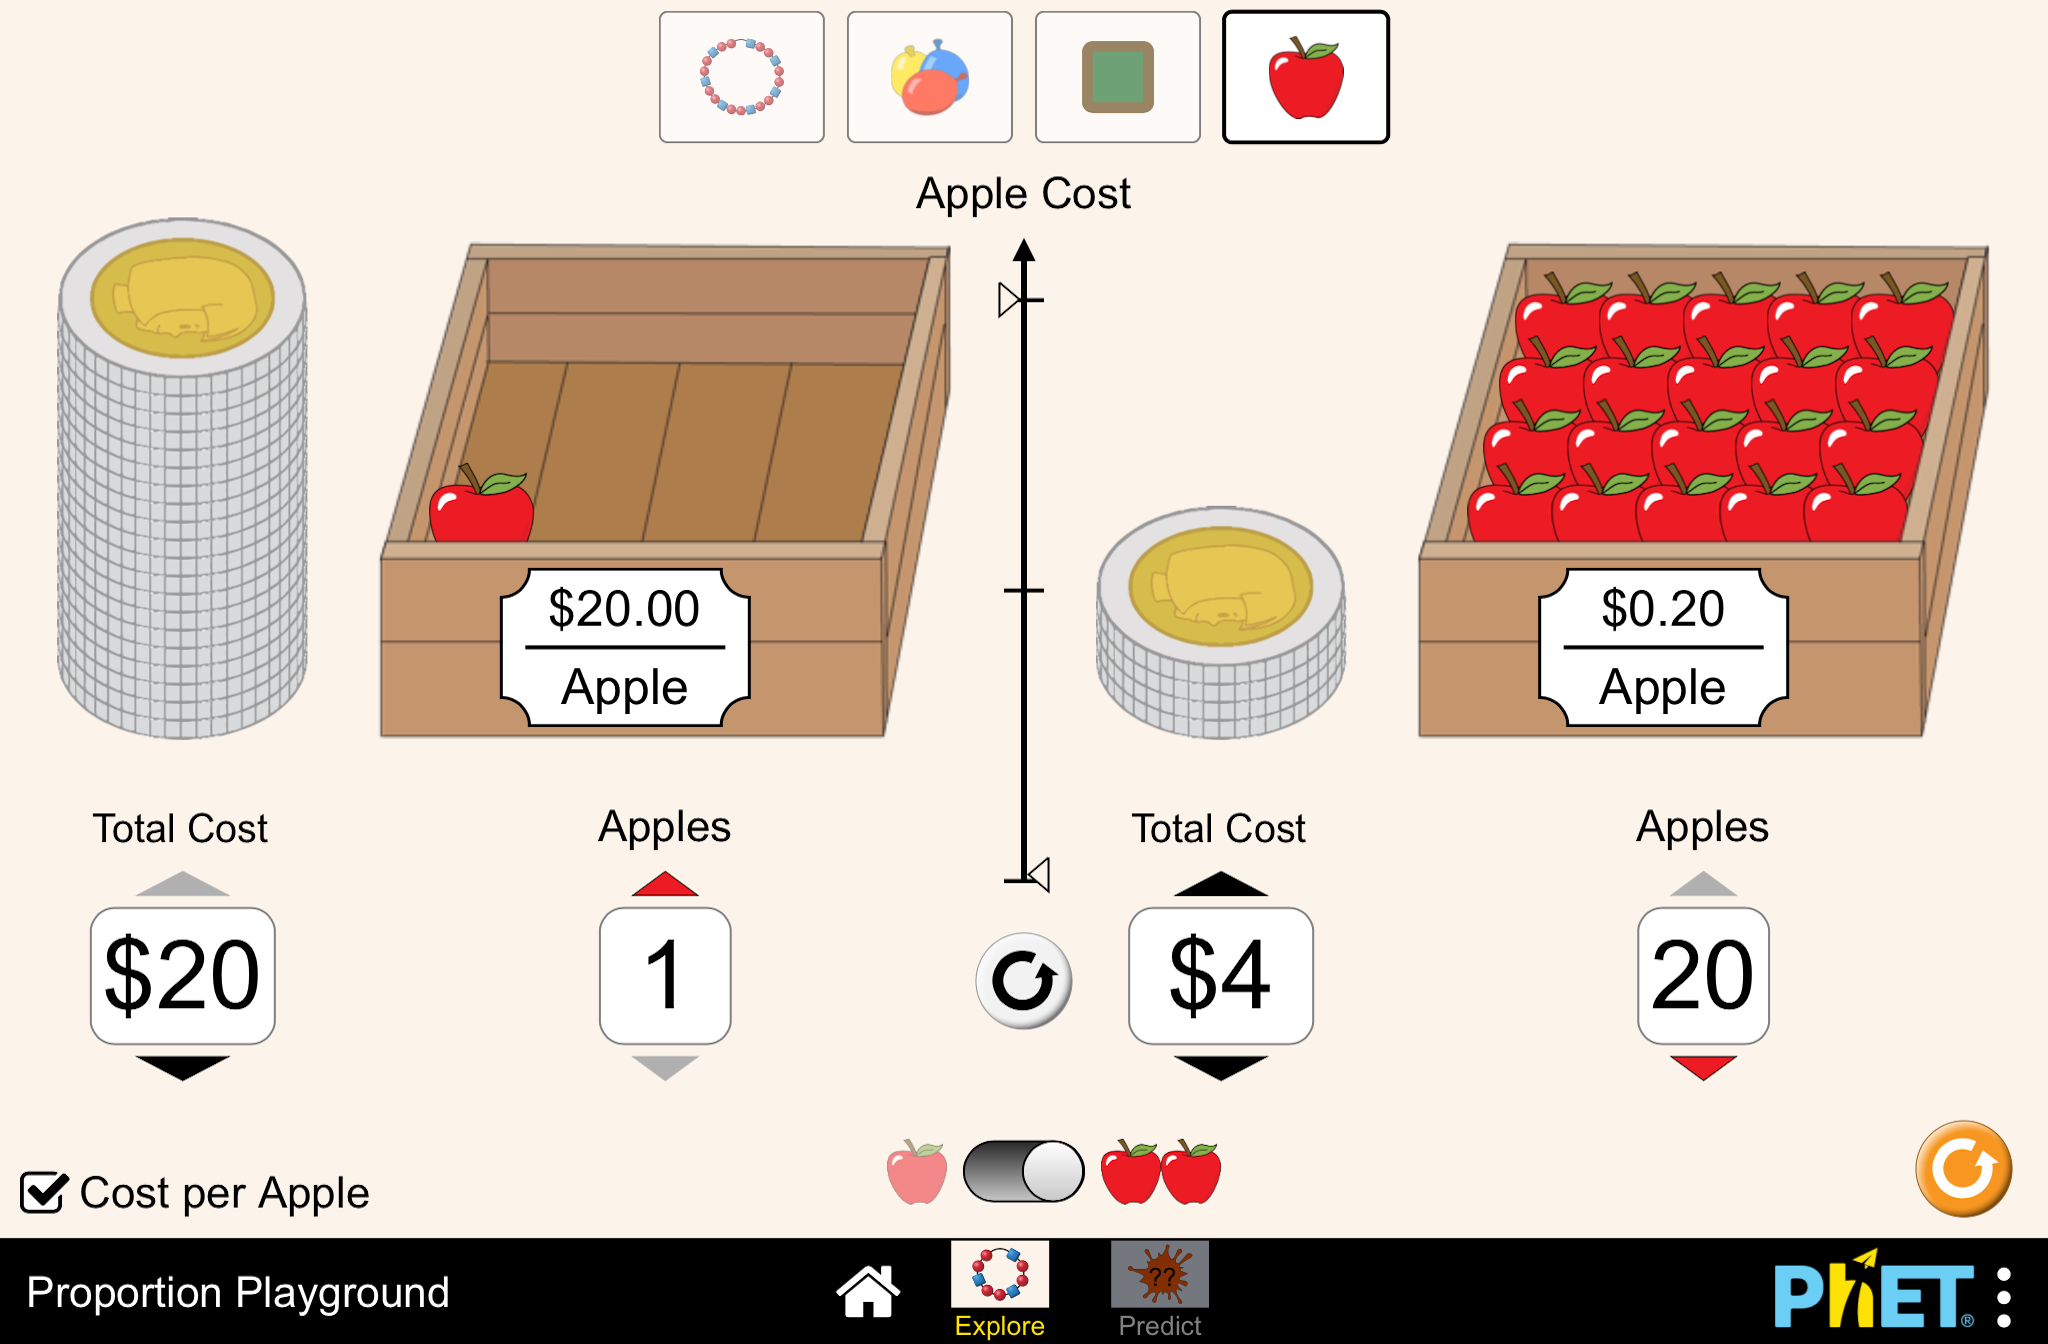 Apple Cost
$20.00
Apple
$0.20
Apple
Total Cost
Apples
Total Cost
Apples
$20
1
$4
20
Cost per Apple
Proportion Playground
Explore
??
Predict
PhET®